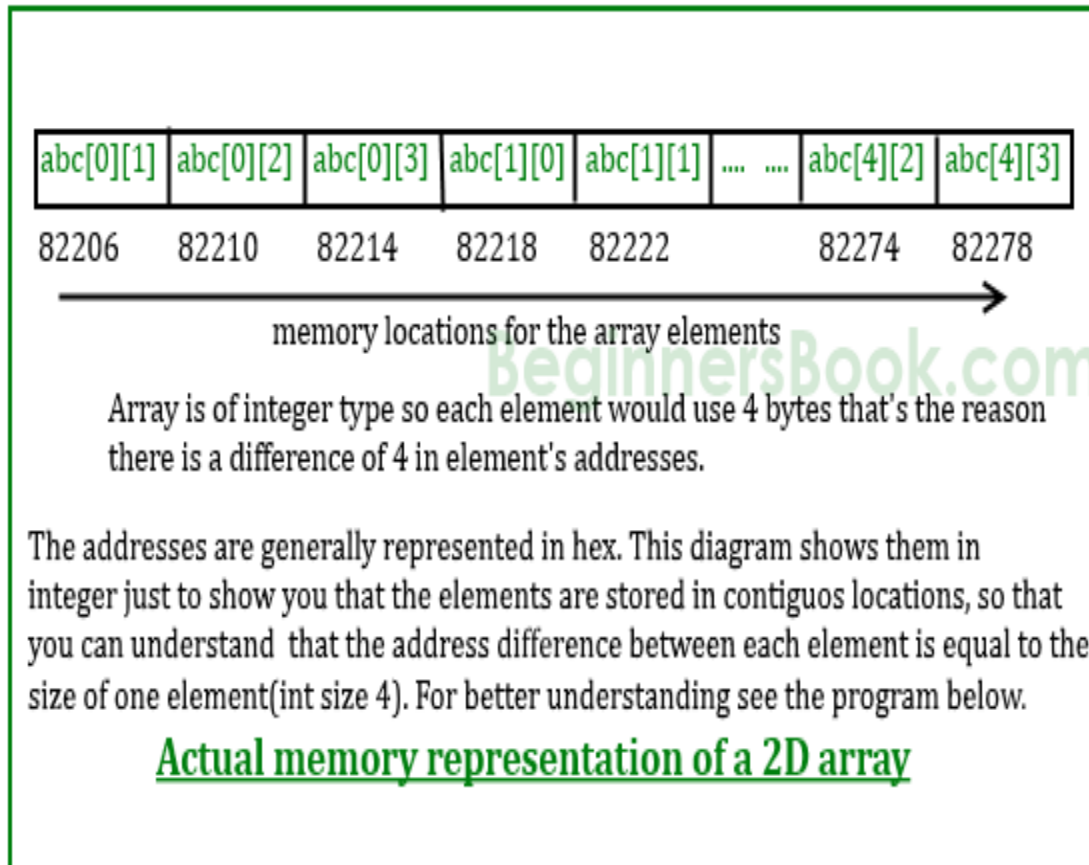 abc[0][1] abc[0][2] abc[0][3] abc[1][0] abc[1][1] .... .... abc[4][2] abc[4][3]
82206 82210 82214 82218 82222 82274 82278
memory locations for the array elements
BeginnersBook.com
Array is of integer type so each element would use 4 bytes that's the reason
there is a difference of 4 in element's addresses.
The addresses are generally represented in hex. This diagram shows them in
integer just to show you that the elements are stored in contiguos locations, so that
you can understand that the address difference between each element is equal to the
size of one element(int size 4). For better understanding see the program below.
Actual memory representation of a 2D array